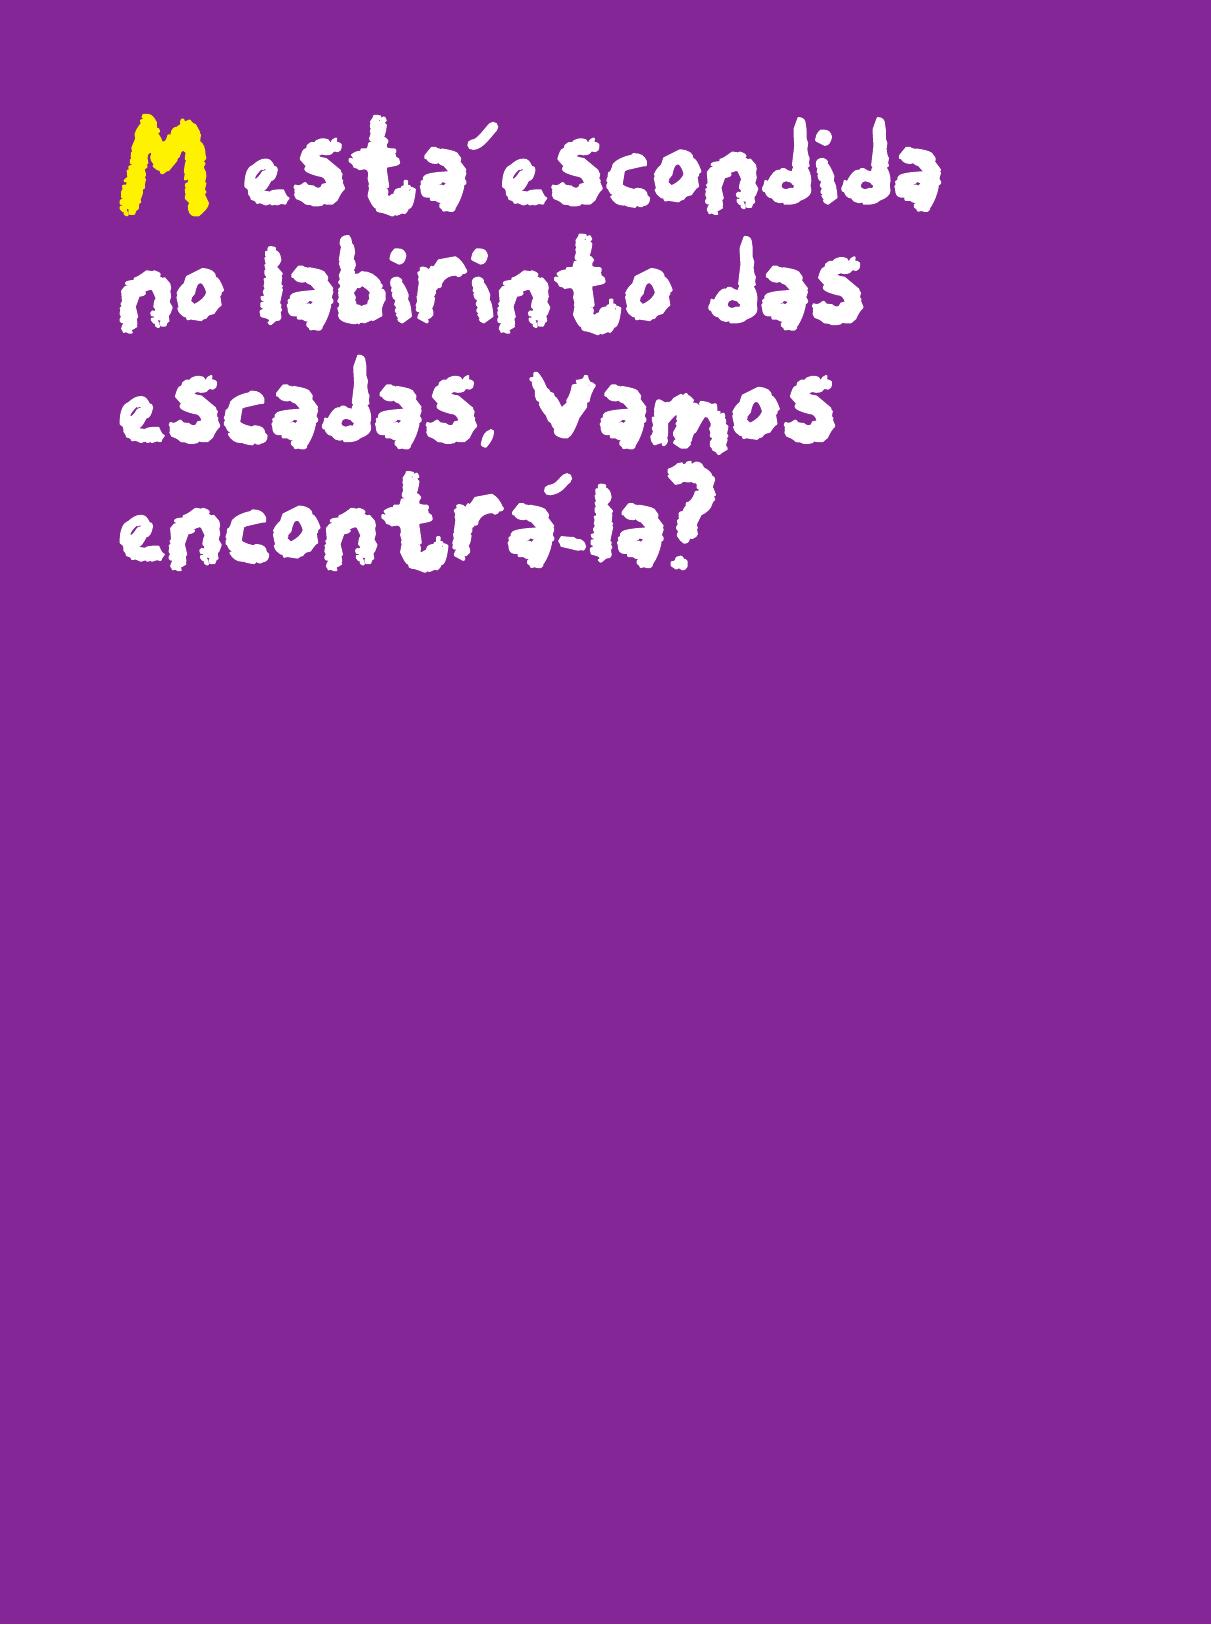 M está escondida
no labirinto das
escadas, vamos
encontrá-la?